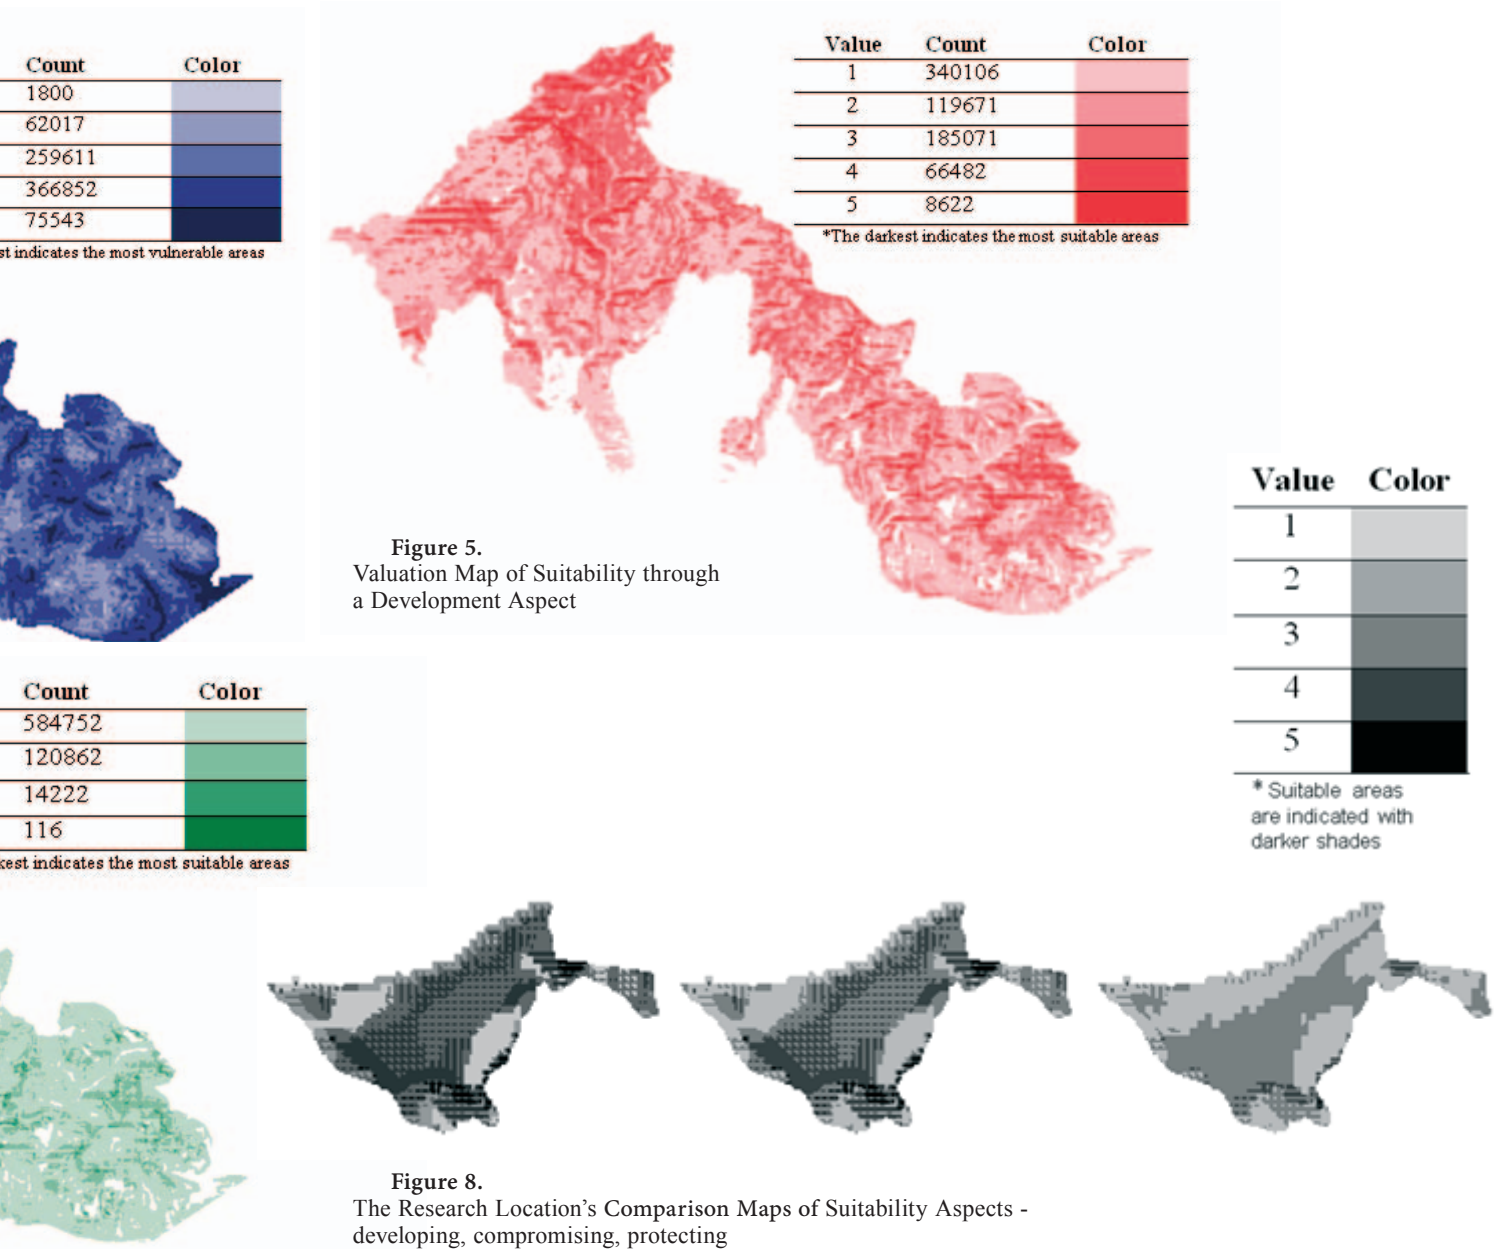 Count Color
1800
62017
259611
366852
75543
st indicates the most vulnerable areas
Value Count Color
1 340106
2 119671
3 185071
4 66482
5 8622
*The darkest indicates the most suitable areas
Figure 5.
Valuation Map of Suitability through
a Development Aspect
Value Color
1
2
3
4
5
* Suitable areas
are indicated with
darker shades
Count Color
584752
120862
14222
116
kest indicates the most suitable areas
Figure 8.
The Research Location’s Comparison Maps of Suitability Aspects -
developing, compromising, protecting